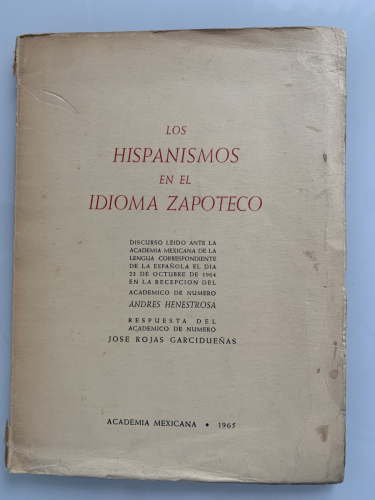 LOS
HISPANISMOS
EN EL
IDIOMA ZAPOTECO
DISCURSO LEIDO ANTE LA
ACADEMIA MEXICANA DE LA
LENGUA CORRESPONDIENTE
DE LA ESPAÑOLA EL DIA
23 DE OCTUBRE DE 1964
EN LA RECEPCION DEL
ACADEMICO DE NUMERO
ANDRES HENESTROSA
RESPUESTA DEL
ACADEMICO DE NUMERO
JOSE ROJAS GARCIDUEÑAS
ACADEMIA MEXICANA • 1965